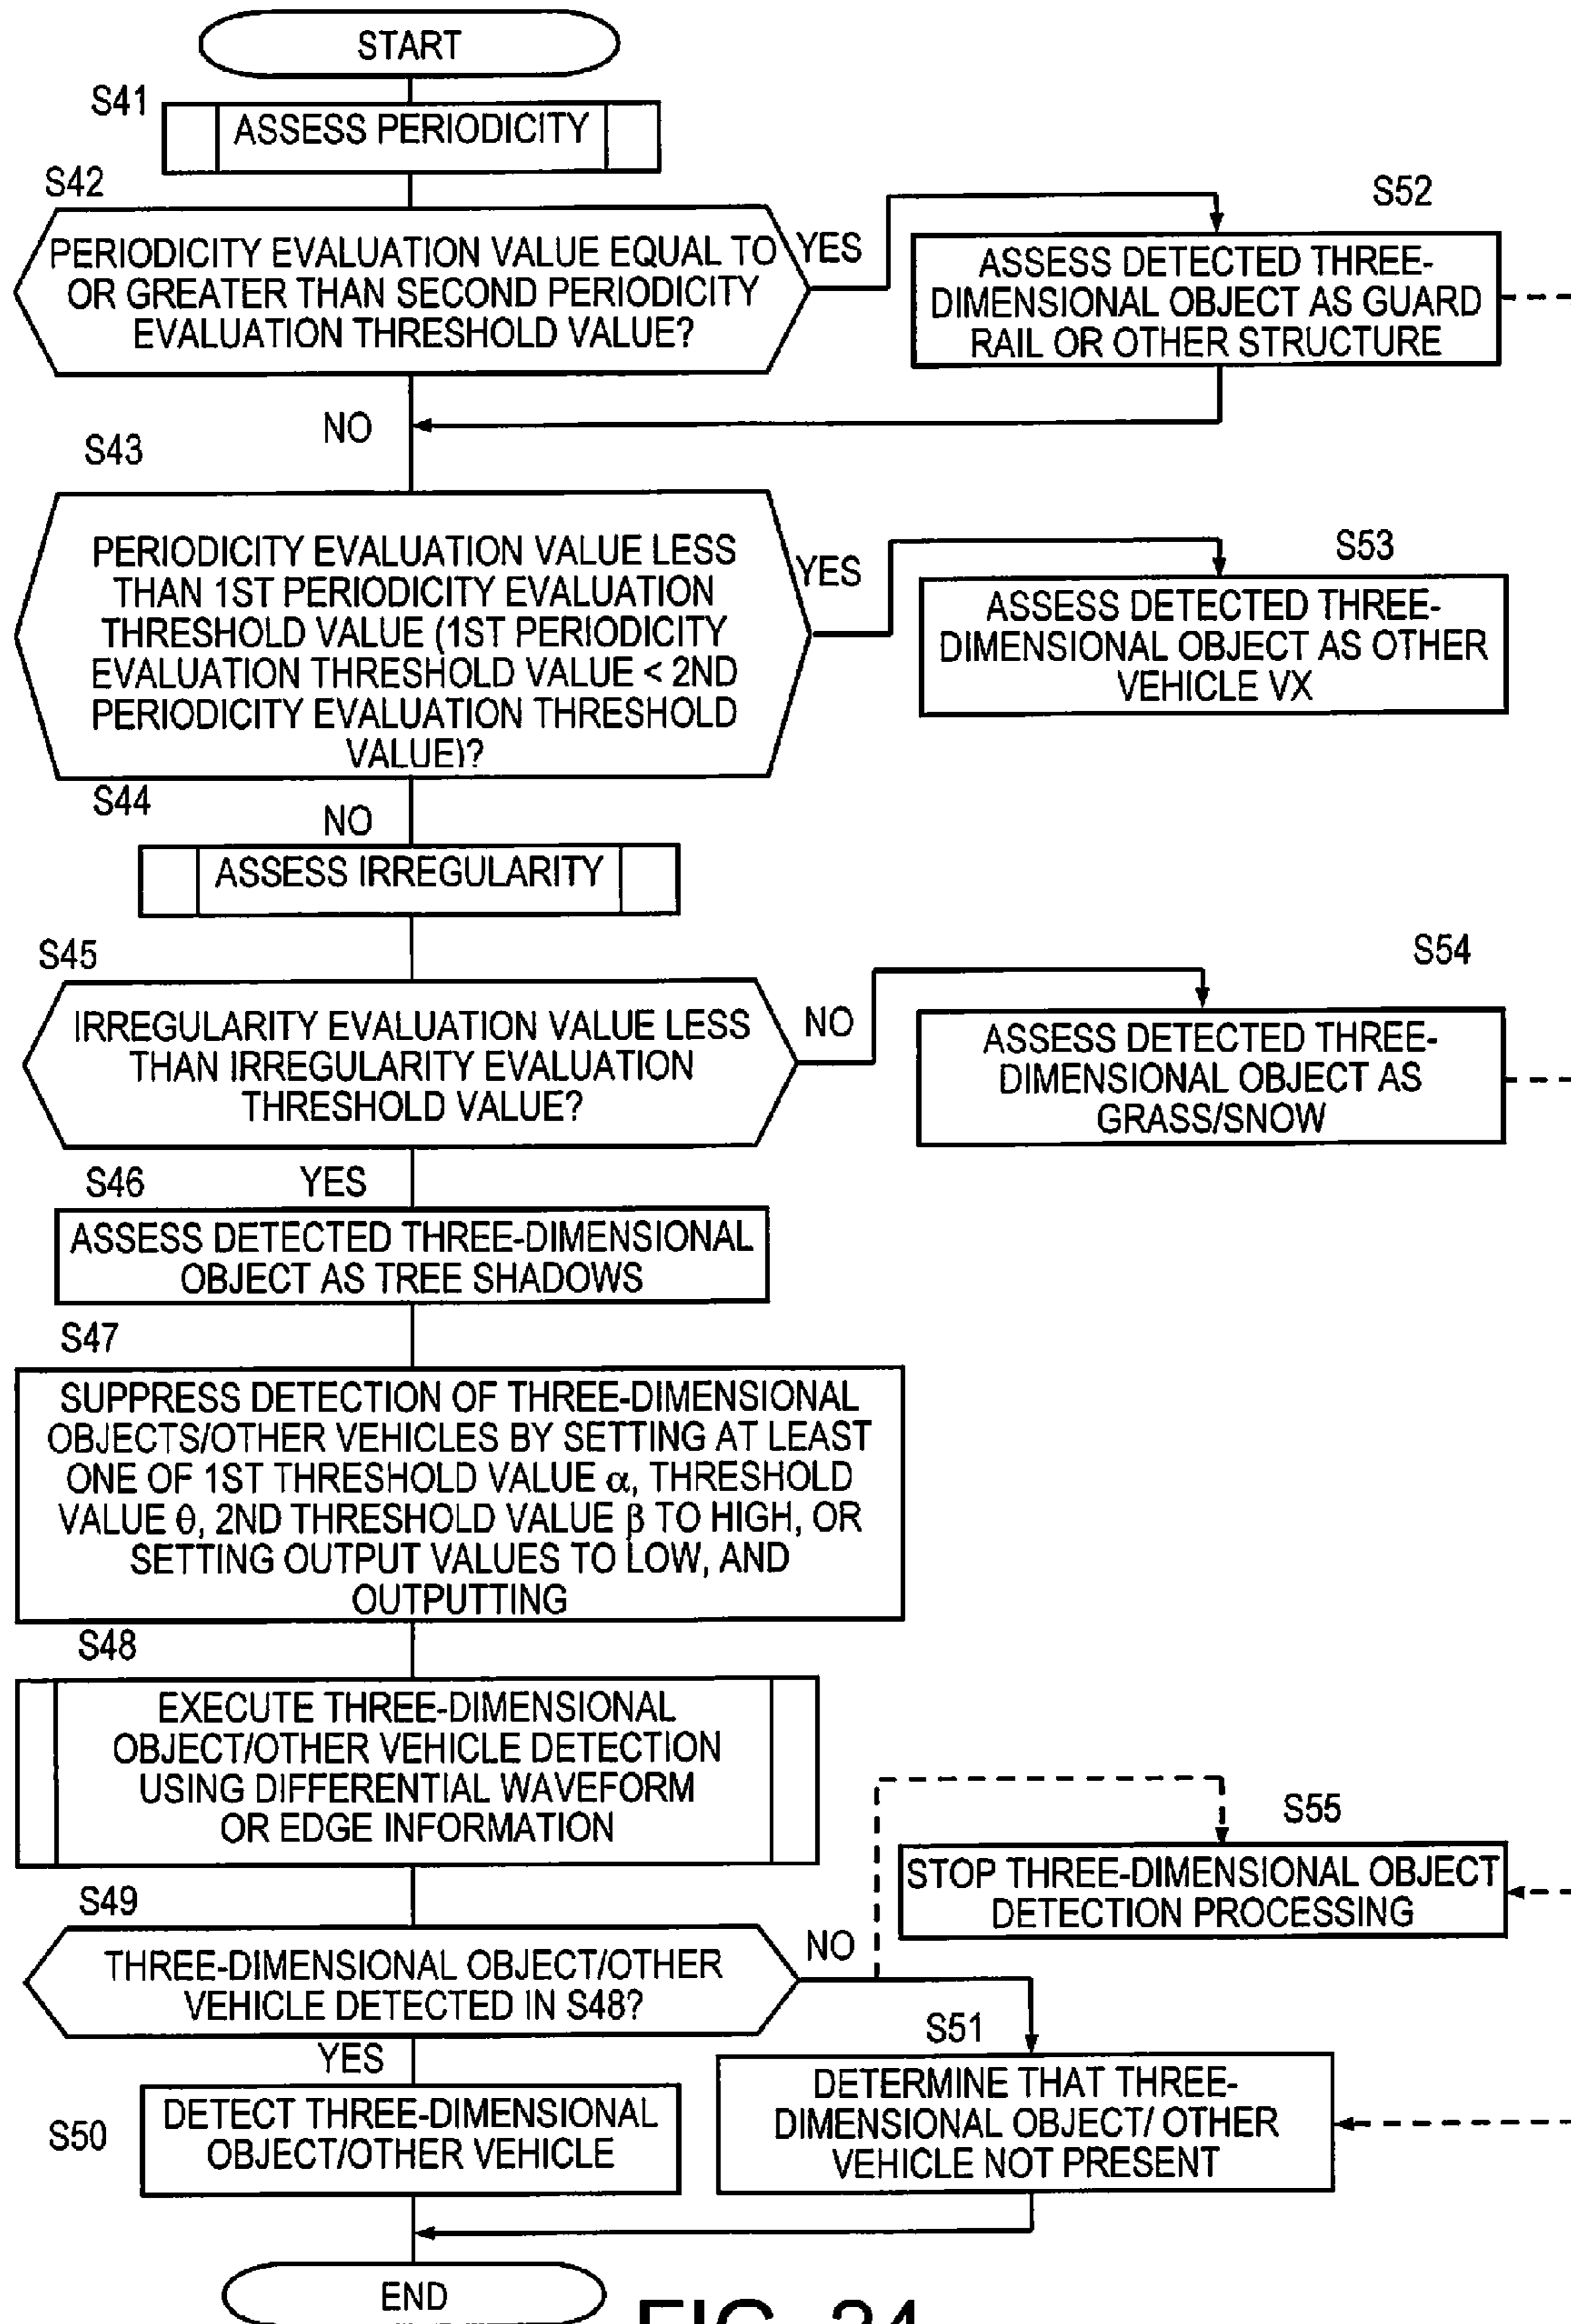 START
S41
ASSESS PERIODICITY
S42
PERIODICITY EVALUATION VALUE EQUAL TO
OR GREATER THAN SECOND PERIODICITY
EVALUATION THRESHOLD VALUE?
YES
S52
ASSESS DETECTED THREE-
DIMENSIONAL OBJECT AS GUARD
RAIL OR OTHER STRUCTURE
NO
S43
PERIODICITY EVALUATION VALUE LESS
THAN 1ST PERIODICITY EVALUATION
THRESHOLD VALUE (1ST PERIODICITY
EVALUATION THRESHOLD VALUE < 2ND
PERIODICITY EVALUATION THRESHOLD
VALUE)?
YES
S53
ASSESS DETECTED THREE-
DIMENSIONAL OBJECT AS OTHER
VEHICLE VX
S44
NO
ASSESS IRREGULARITY
S45
IRREGULARITY EVALUATION VALUE LESS
THAN IRREGULARITY EVALUATION
THRESHOLD VALUE?
NO
S54
ASSESS DETECTED THREE-
DIMENSIONAL OBJECT AS
GRASS/SNOW
S46
YES
ASSESS DETECTED THREE-DIMENSIONAL
OBJECT AS TREE SHADOWS
S47
SUPPRESS DETECTION OF THREE-DIMENSIONAL
OBJECTS/OTHER VEHICLES BY SETTING AT LEAST
ONE OF 1ST THRESHOLD VALUE α, THRESHOLD
VALUE θ, 2ND THRESHOLD VALUE β TO HIGH, OR
SETTING OUTPUT VALUES TO LOW, AND
OUTPUTTING
S48
EXECUTE THREE-DIMENSIONAL
OBJECT/OTHER VEHICLE DETECTION
USING DIFFERENTIAL WAVEFORM
OR EDGE INFORMATION
S55
STOP THREE-DIMENSIONAL OBJECT
DETECTION PROCESSING
S49
THREE-DIMENSIONAL OBJECT/OTHER
VEHICLE DETECTED IN S48?
NO
YES
S50
DETECT THREE-DIMENSIONAL
OBJECT/OTHER VEHICLE
S51
DETERMINE THAT THREE-
DIMENSIONAL OBJECT/ OTHER
VEHICLE NOT PRESENT
END